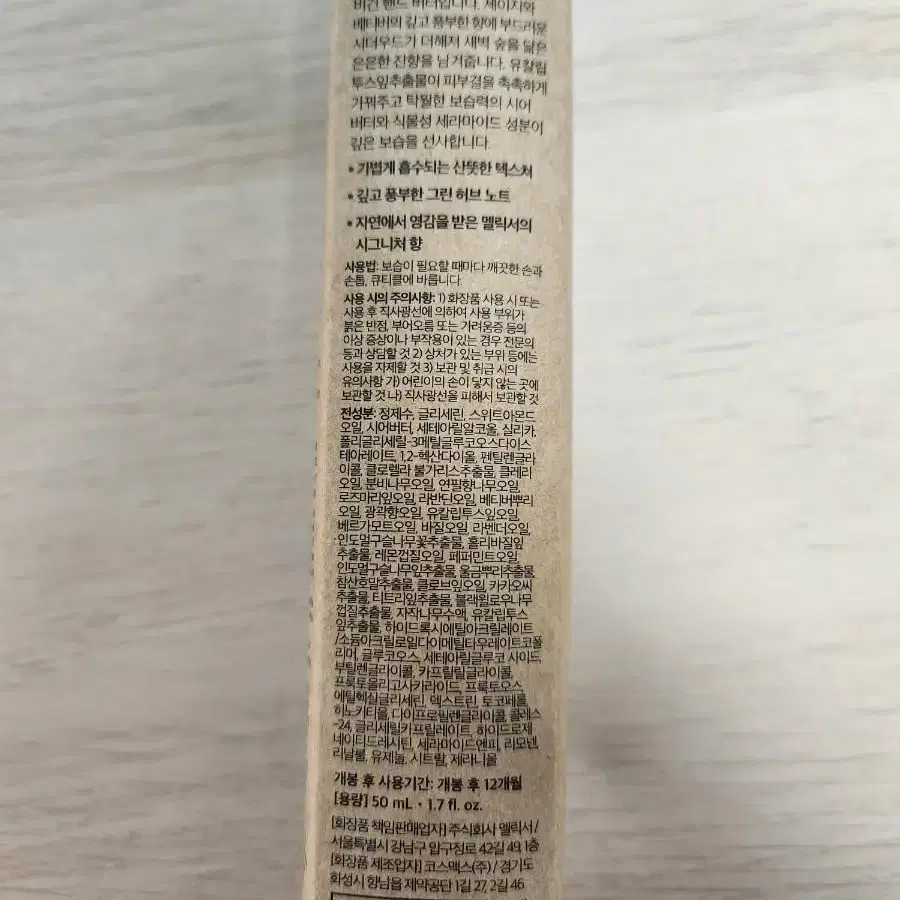 비건 핸드 버터입니다. 세이지와
베티버의 깊고 풍부한 향에 부드러운
시더우드가 더해져 새벽 숲을 닮은
은은한 잔향을 남겨줍니다. 유칼립
투스잎추출물이 피부결을 촉촉하게
가꿔주고 탁월한 보습력의 시어
버터와 식물성 세라마이드 성분이
깊은 보습을 선사합니다.
• 가볍게 흡수되는 산뜻한 텍스처
• 깊고 풍부한 그린 허브 노트
• 자연에서 영감을 받은 멜릭서의
시그니처 향
사용법: 보습이 필요할 때마다 깨끗한 손과
손톱, 큐티클에 바릅니다.
사용 시의 주의사항: 1) 화장품 사용 시 또는
사용 후 직사광선에 의하여 사용 부위가
붉은 반점, 부어오름 또는 가려움증 등의
이상 증상이나 부작용이 있는 경우 전문의
등과 상담할 것 2) 상처가 있는 부위 등에는
사용을 자제할 것 3) 보관 및 취급 시의
유의사항 가) 어린이의 손이 닿지 않는 곳에
보관할 것 나) 직사광선을 피해서 보관할 것
전성분: 정제수, 글리세린, 스위트아몬드
오일, 시어버터, 세테아릴알코올, 실리카,
폴리글리세릴-3메틸글루코오스다이스
테아레이트, 1,2-헥산다이올, 펜틸렌글라
이콜, 클로렐라 불가리스추출물, 클레리
오일, 분비나무오일, 연필향나무오일,
로즈마리잎오일, 라반딘오일, 베티버뿌리
오일, 광곽향오일, 유칼립투스잎오일,
베르가모트오일, 바질오일, 라벤더오일,
인도멀구슬나무꽃추출물, 홀리바질잎
추출물, 레몬껍질오일, 페퍼민트오일,
인도멀구슬나무잎추출물, 울금뿌리추출물,
참산호말추출물, 클로브잎오일, 카카오씨
추출물, 티트리잎추출물, 블랙윌로우나무
껍질추출물, 자작나무수액, 유칼립투스
잎추출물, 하이드록시에틸아크릴레이트
/소듐아크릴로일다이메틸타우레이트코폴
리머, 글루코오스, 세테아릴글루코 사이드,
부틸렌글라이콜, 카프릴릴글라이콜,
프룩토올리고사카라이드, 프룩토오스,
에틸헥실글리세린, 덱스트린, 토코페롤,
히노키티올, 다이프로필렌글라이콜, 콜레스
-24, 글리세릴카프릴레이트, 하이드로제
네이티드레시틴, 세라마이드엔피, 리모넨,
리날룰, 유제놀, 시트랄, 제라니올
개봉 후 사용기간: 개봉 후 12개월
[용량] 50 mL • 1.7 fl. oz.
[화장품 책임판매업자] 주식회사 멜릭서 /
서울특별시 강남구 압구정로 42길 49, 1층
[화장품 제조업자] 코스맥스(주) / 경기도
화성시 향남읍 제약공단 1길 27, 2길 46